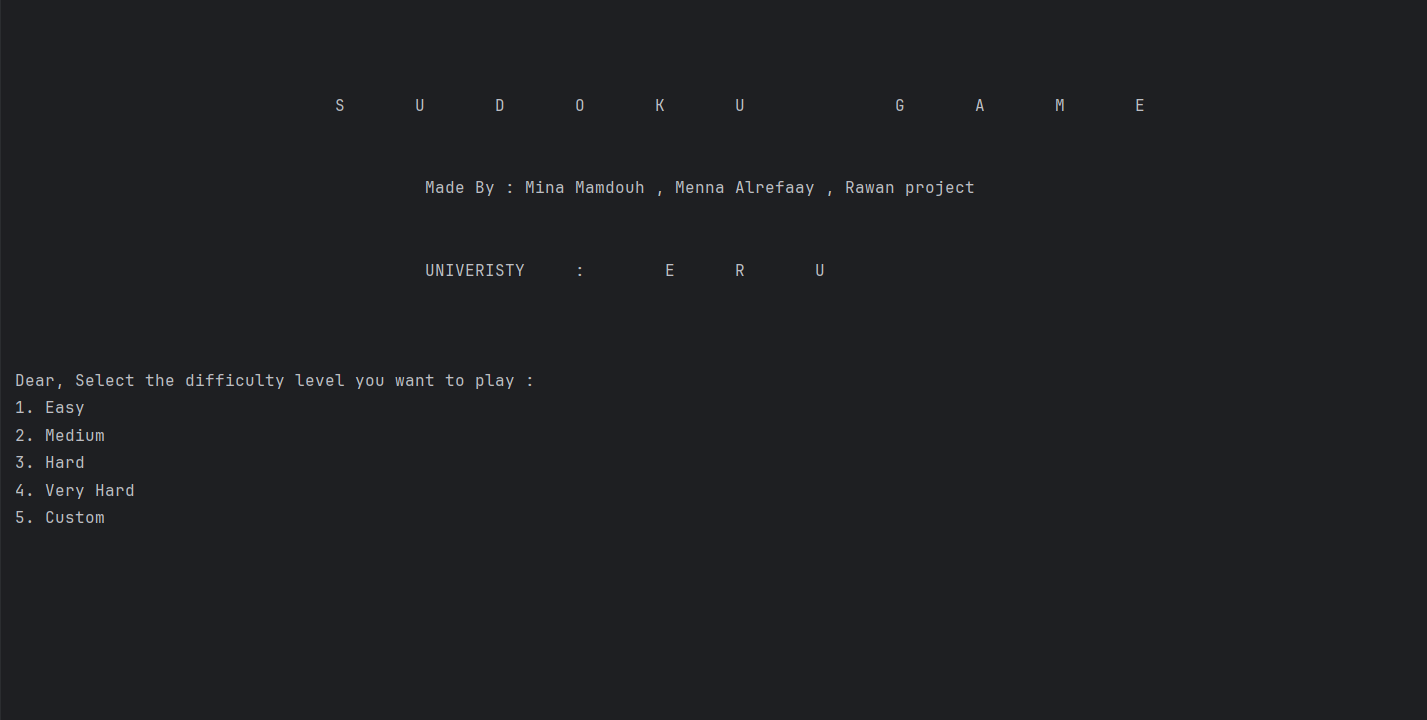 S U D O K U G A M E
Made By : Mina Mamdouh , Menna Alrefaay , Rawan project
UNIVERISTY : E R U
Dear, Select the difficulty level you want to play :
1. Easy
2. Medium
3. Hard
4. Very Hard
5. Custom